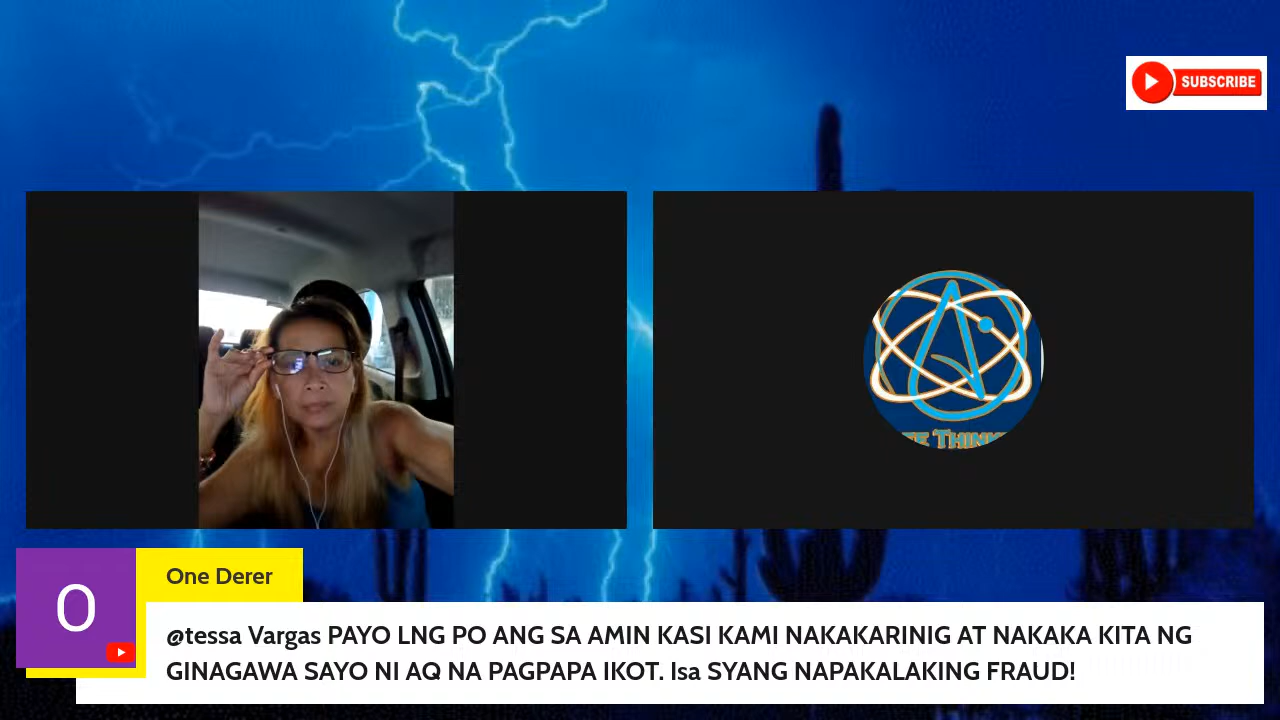 SUBSCRIBE
THINK
O
One Derer
@tessa Vargas PAYO LNG PO ANG SA AMIN KASI KAMI NAKAKARINIG AT NAKAKA KITA NG
GINAGAWA SAYO NI AQ NA PAGPAPA IKOT. Isa SYANG NAPAKALAKING FRAUD!